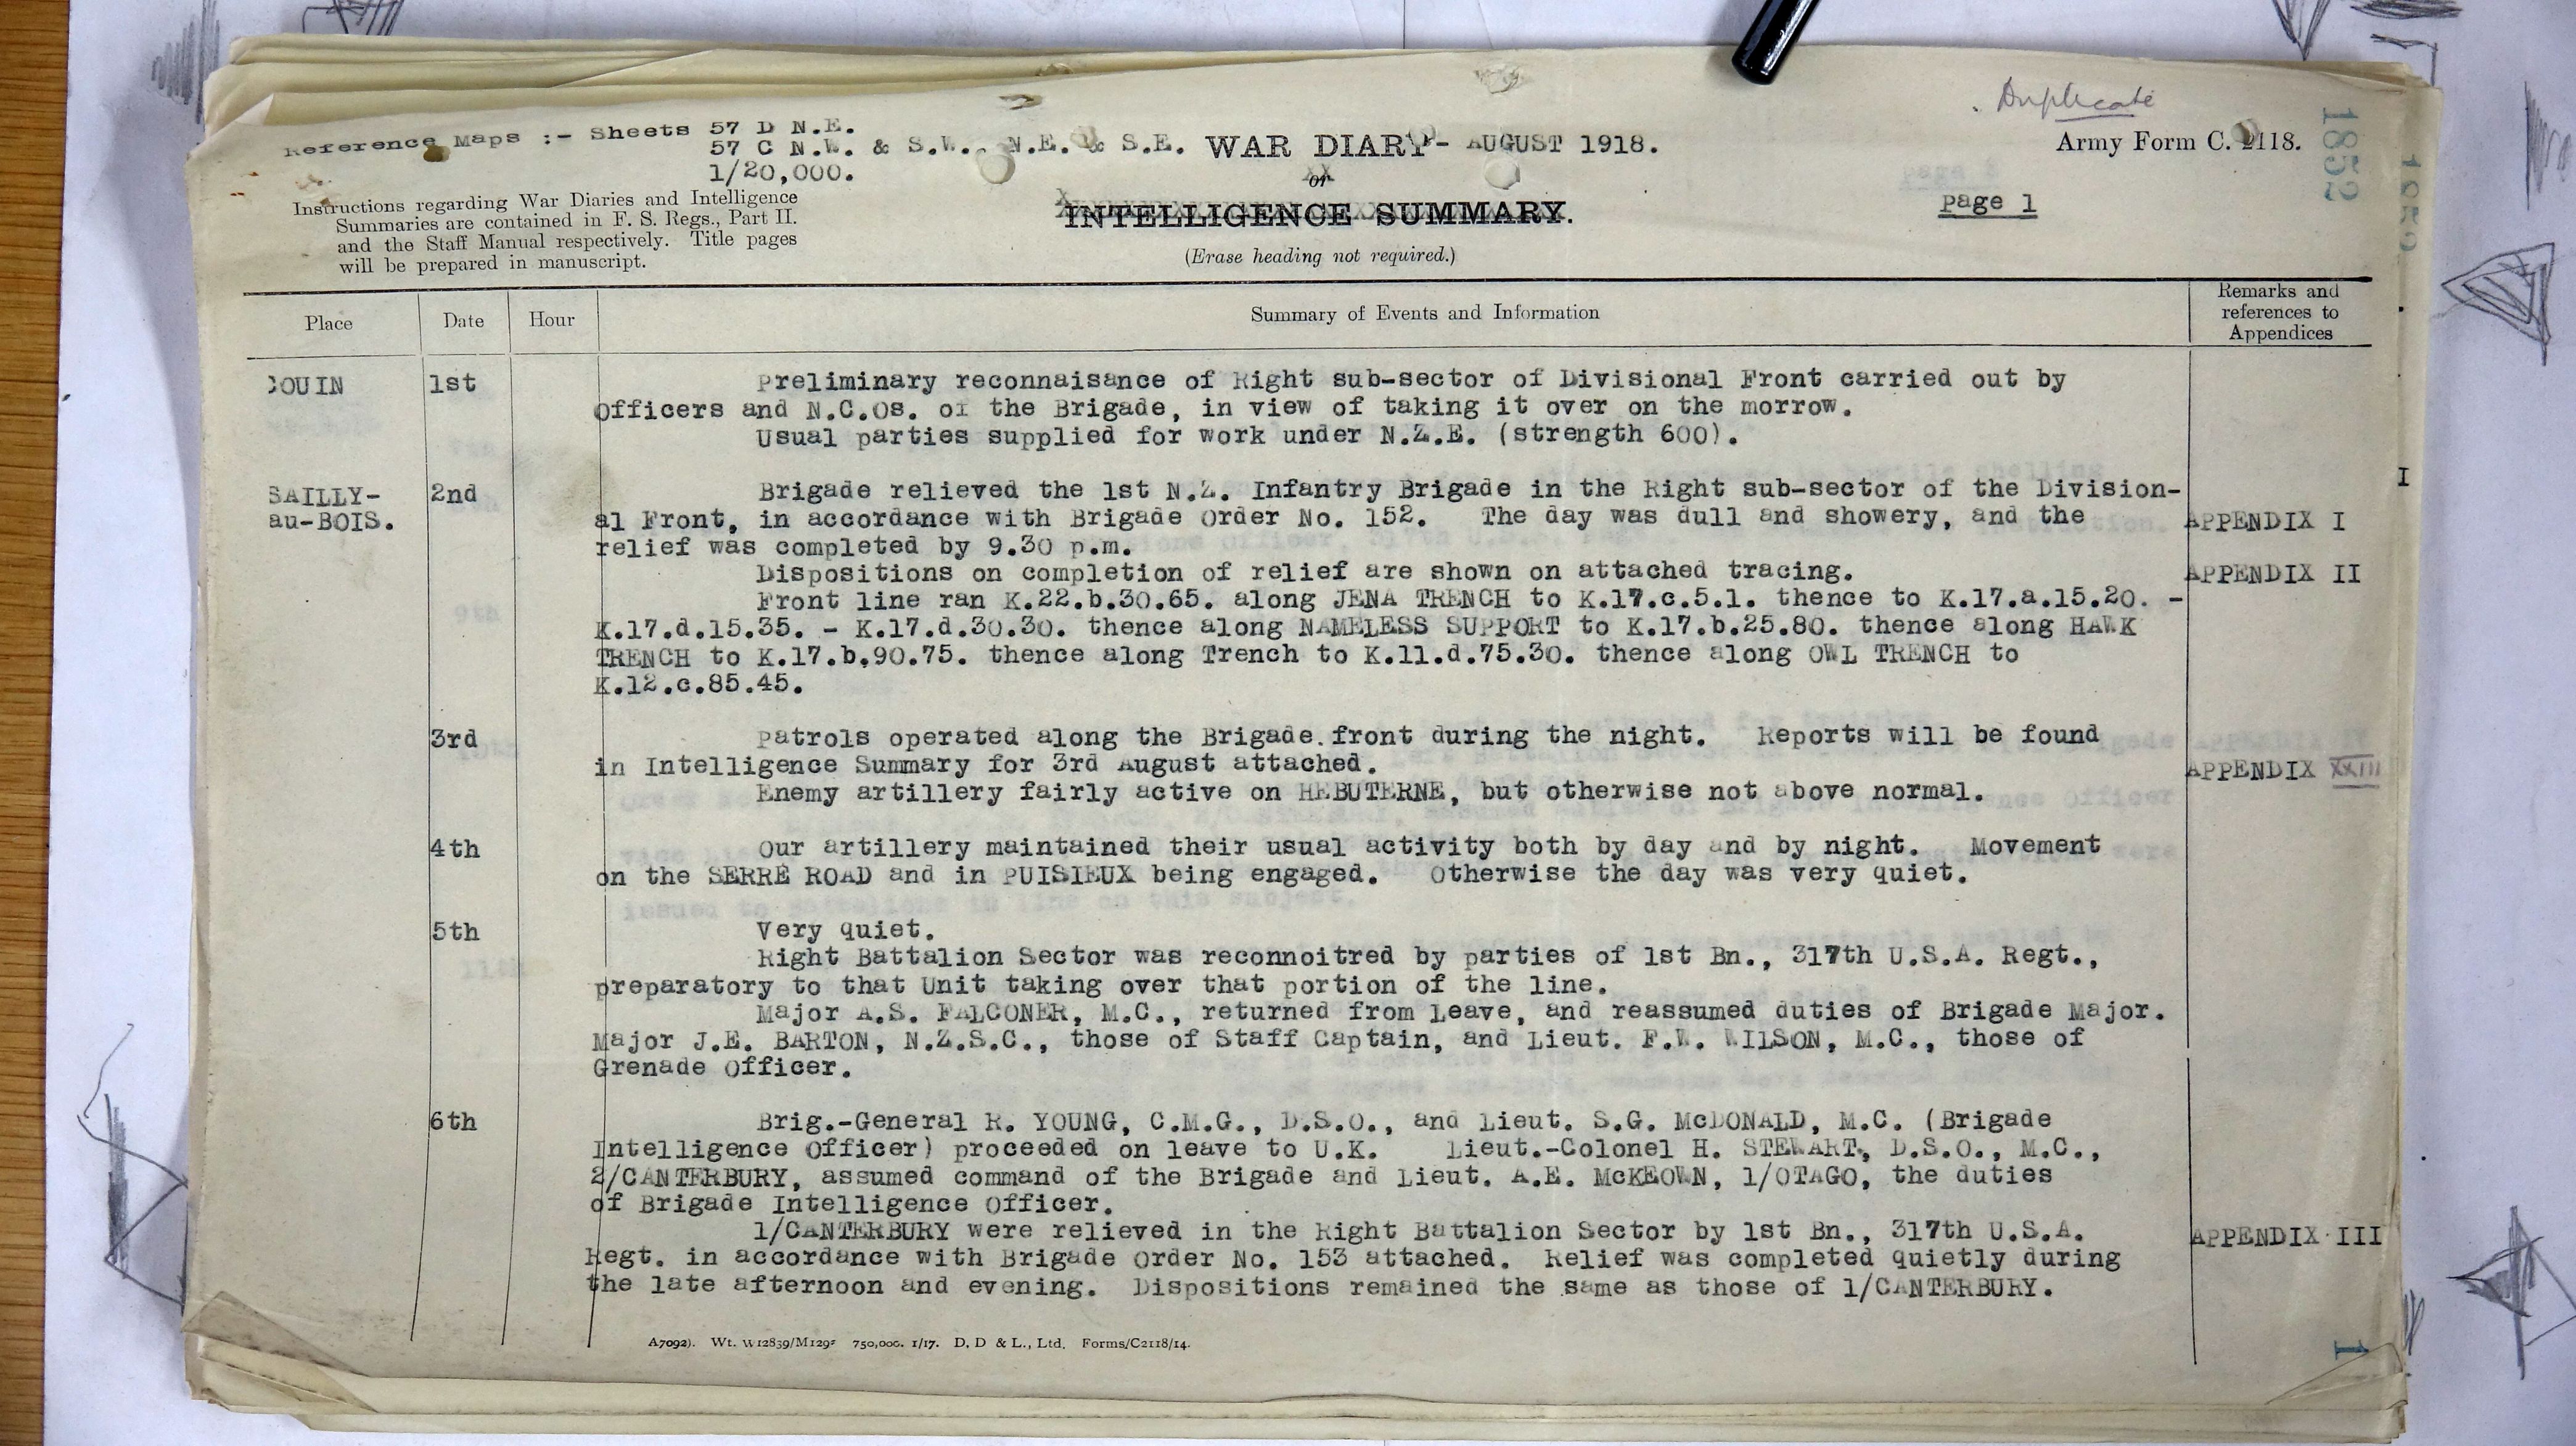 Duplicate
Reference Maps :- Sheets 57 D N.E.
57 C N.W. & S.W., N.E. & S.E. WAR DIARY - AUGUST 1918.
1/20,000.
Army Form C. 2118.
or
INTELLIGENCE SUMMARY.
(Erase heading not required.)
Page 1
1852
Instructions regarding War Diaries and Intelligence
Summaries are contained in F. S. Regs., Part II.
and the Staff Manual respectively. Title pages
will be prepared in manuscript.
Place Date Hour Summary of Events and Information Remarks and
references to
Appendices
COUIN 1st Preliminary reconnaisance of Right sub-sector of Divisional Front carried out by
Officers and N.C.Os. of the Brigade, in view of taking it over on the morrow.
Usual parties supplied for work under N.Z.E. (strength 600).
I
SAILLY- 2nd Brigade relieved the 1st N.Z. Infantry Brigade in the Right sub-sector of the Division-
au-BOIS. al Front, in accordance with Brigade Order No. 152. The day was dull and showery, and the APPENDIX I
relief was completed by 9.30 p.m.
Dispositions on completion of relief are shown on attached tracing. APPENDIX II
Front line ran K.22.b.30.65. along JENA TRENCH to K.17.c.5.1. thence to K.17.a.15.20. -
K.17.d.15.35. - K.17.d.30.30. thence along NAMELESS SUPPORT to K.17.b.25.80. thence along HAWK
TRENCH to K.17.b.90.75. thence along Trench to K.11.d.75.30. thence along OWL TRENCH to
K.12.c.85.45.
3rd Patrols operated along the Brigade front during the night. Reports will be found
in Intelligence Summary for 3rd August attached. APPENDIX XXIII
Enemy artillery fairly active on HEBUTERNE, but otherwise not above normal.
4th Our artillery maintained their usual activity both by day and by night. Movement
on the SERRE ROAD and in PUISIEUX being engaged. Otherwise the day was very quiet.
5th Very quiet.
Right Battalion Sector was reconnoitred by parties of 1st Bn., 317th U.S.A. Regt.,
preparatory to that Unit taking over that portion of the line.
Major A.S. FALCONER, M.C., returned from Leave, and reassumed duties of Brigade Major.
Major J.E. BARTON, N.Z.S.C., those of Staff Captain, and Lieut. F.W. WILSON, M.C., those of
Grenade Officer.
6th Brig.-General R. YOUNG, C.M.G., D.S.O., and Lieut. S.G. McDONALD, M.C. (Brigade
Intelligence Officer) proceeded on leave to U.K. Lieut.-Colonel H. STEWART, D.S.O., M.C.,
2/CANTERBURY, assumed command of the Brigade and Lieut. A.E. McKEOWN, 1/OTAGO, the duties
of Brigade Intelligence Officer.
1/CANTERBURY were relieved in the Right Battalion Sector by 1st Bn., 317th U.S.A. APPENDIX III
Regt. in accordance with Brigade Order No. 153 attached. Relief was completed quietly during
the late afternoon and evening. Dispositions remained the same as those of 1/CANTERBURY.
A7092). Wt. W12839/M129 750,000. 1/17. D. D & L., Ltd. Forms/C2118/14.
1